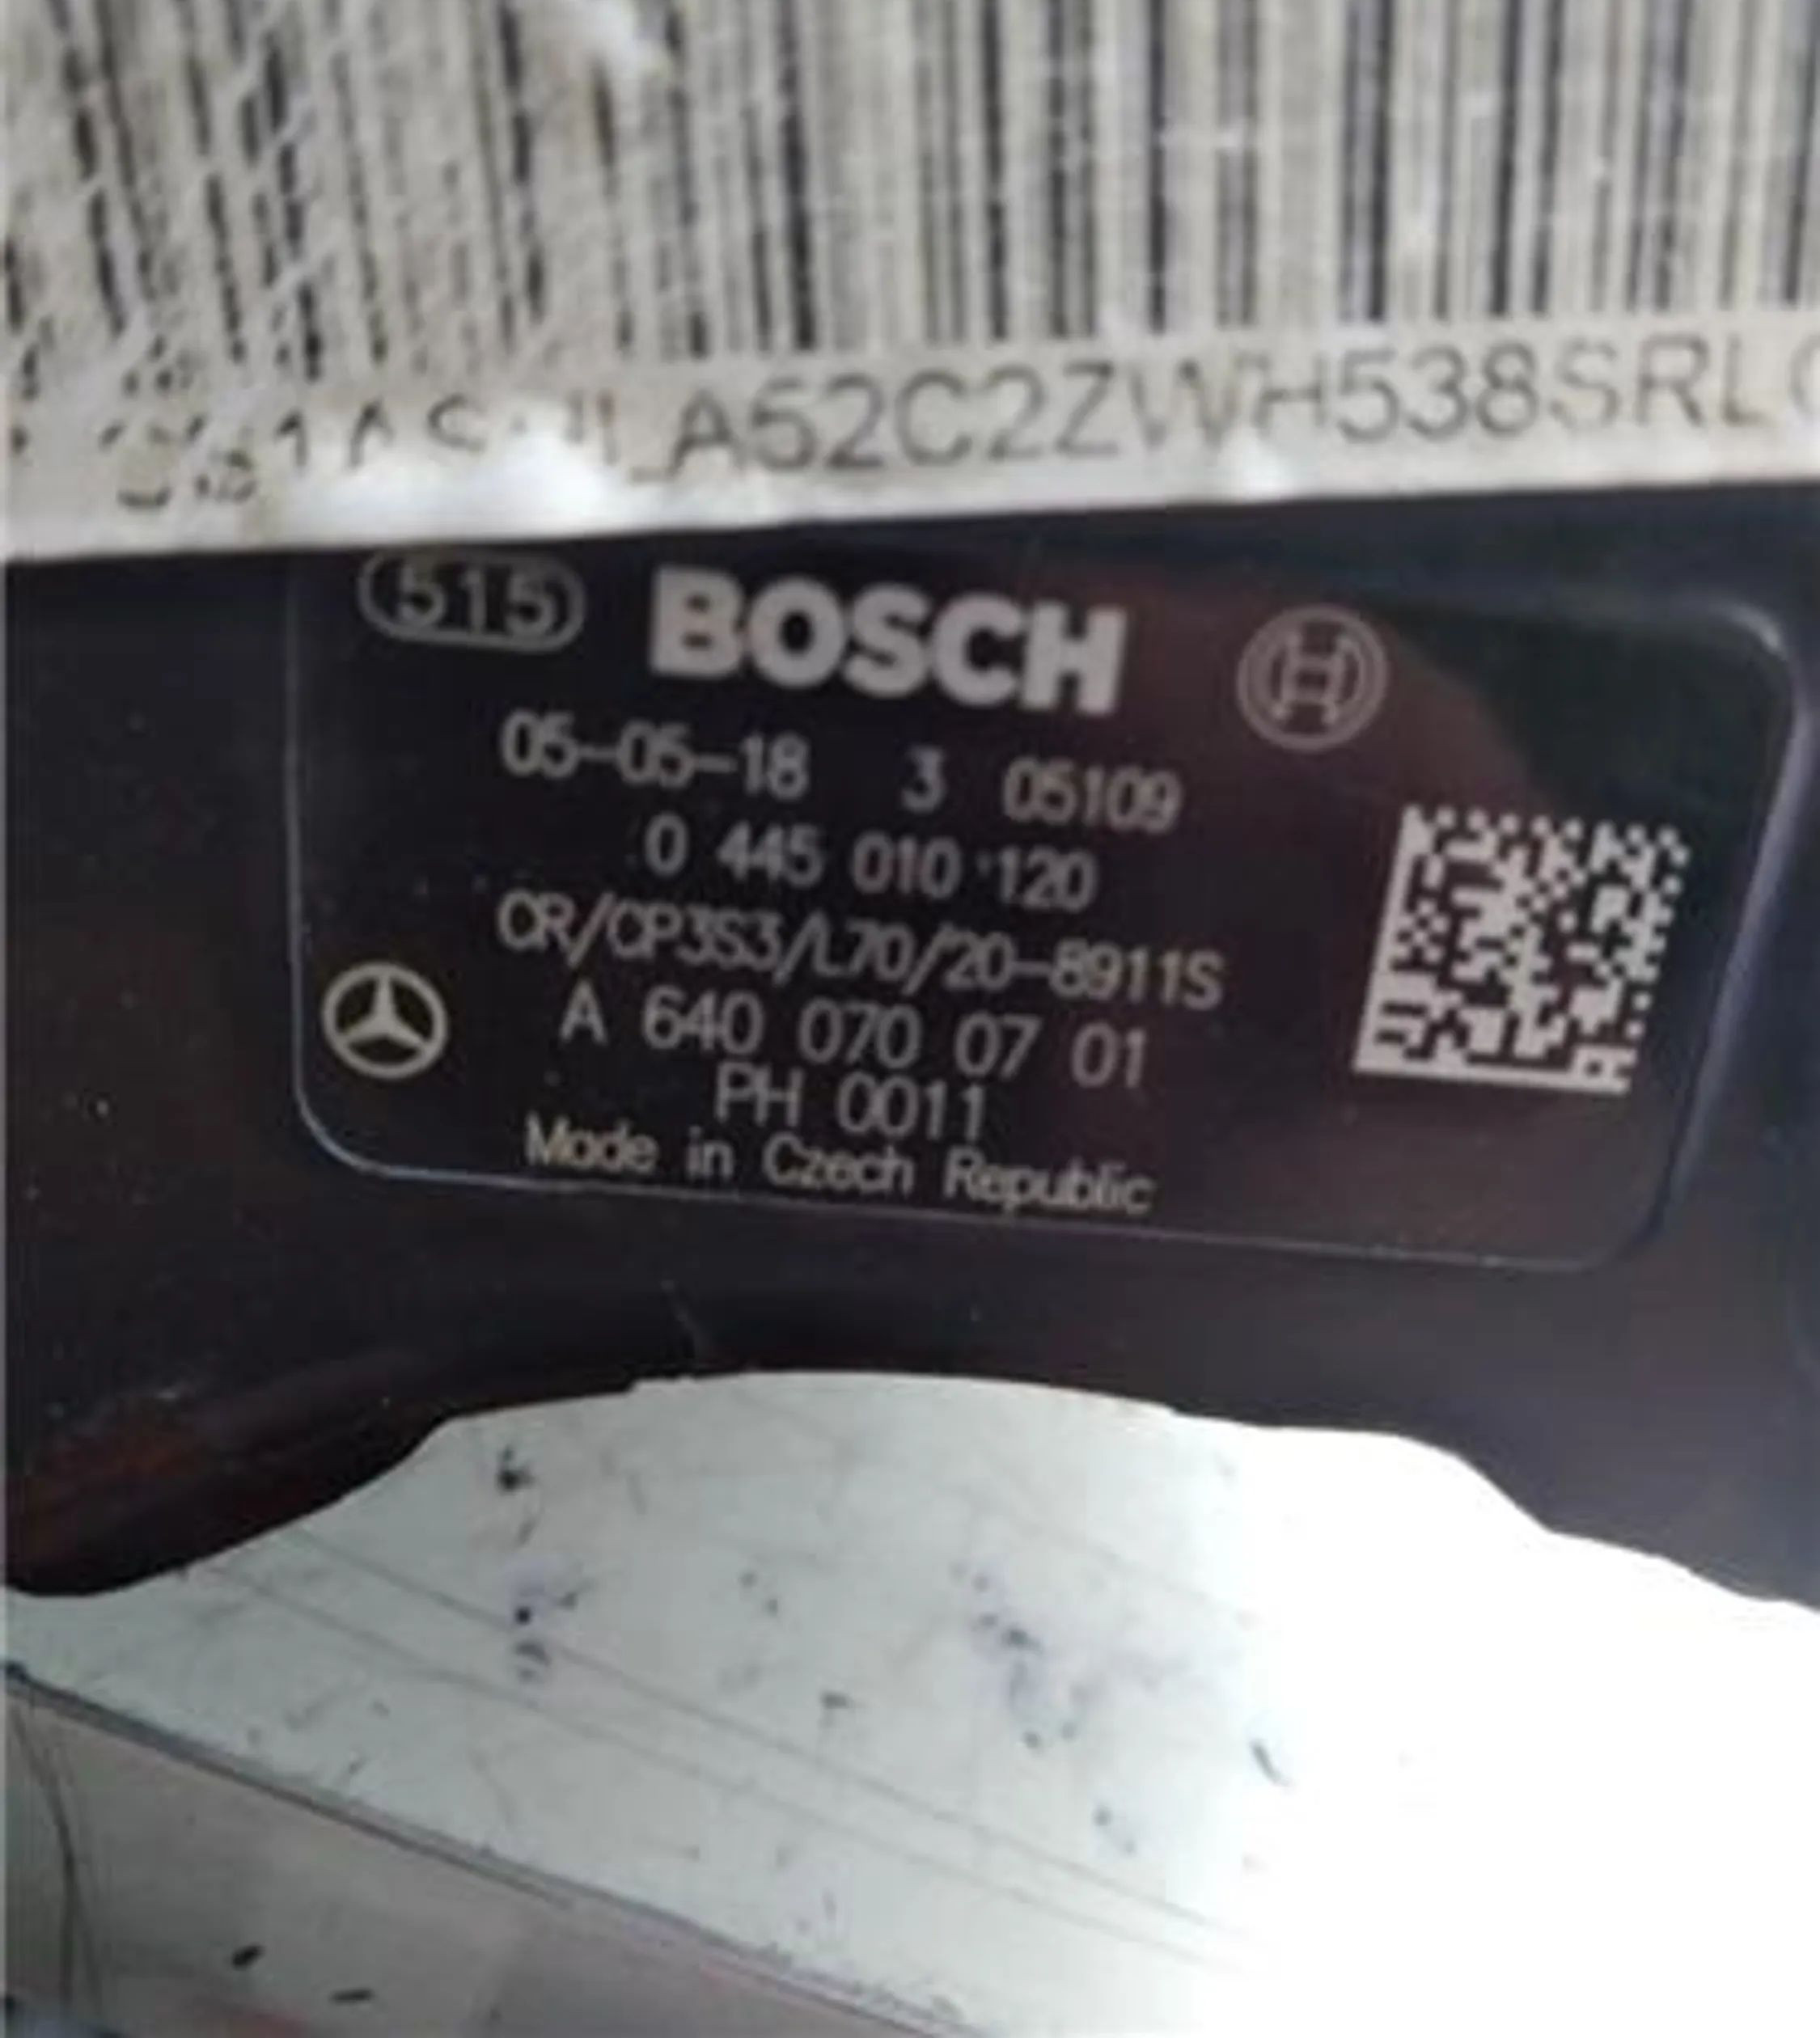 A52C2ZWH538SRL
515 BOSCH
05-05-18 3 05109
0 445 010 120
CR/CP3S3/L70/20-8911S
A 640 070 07 01
PH 0011
Made in Czech Republic